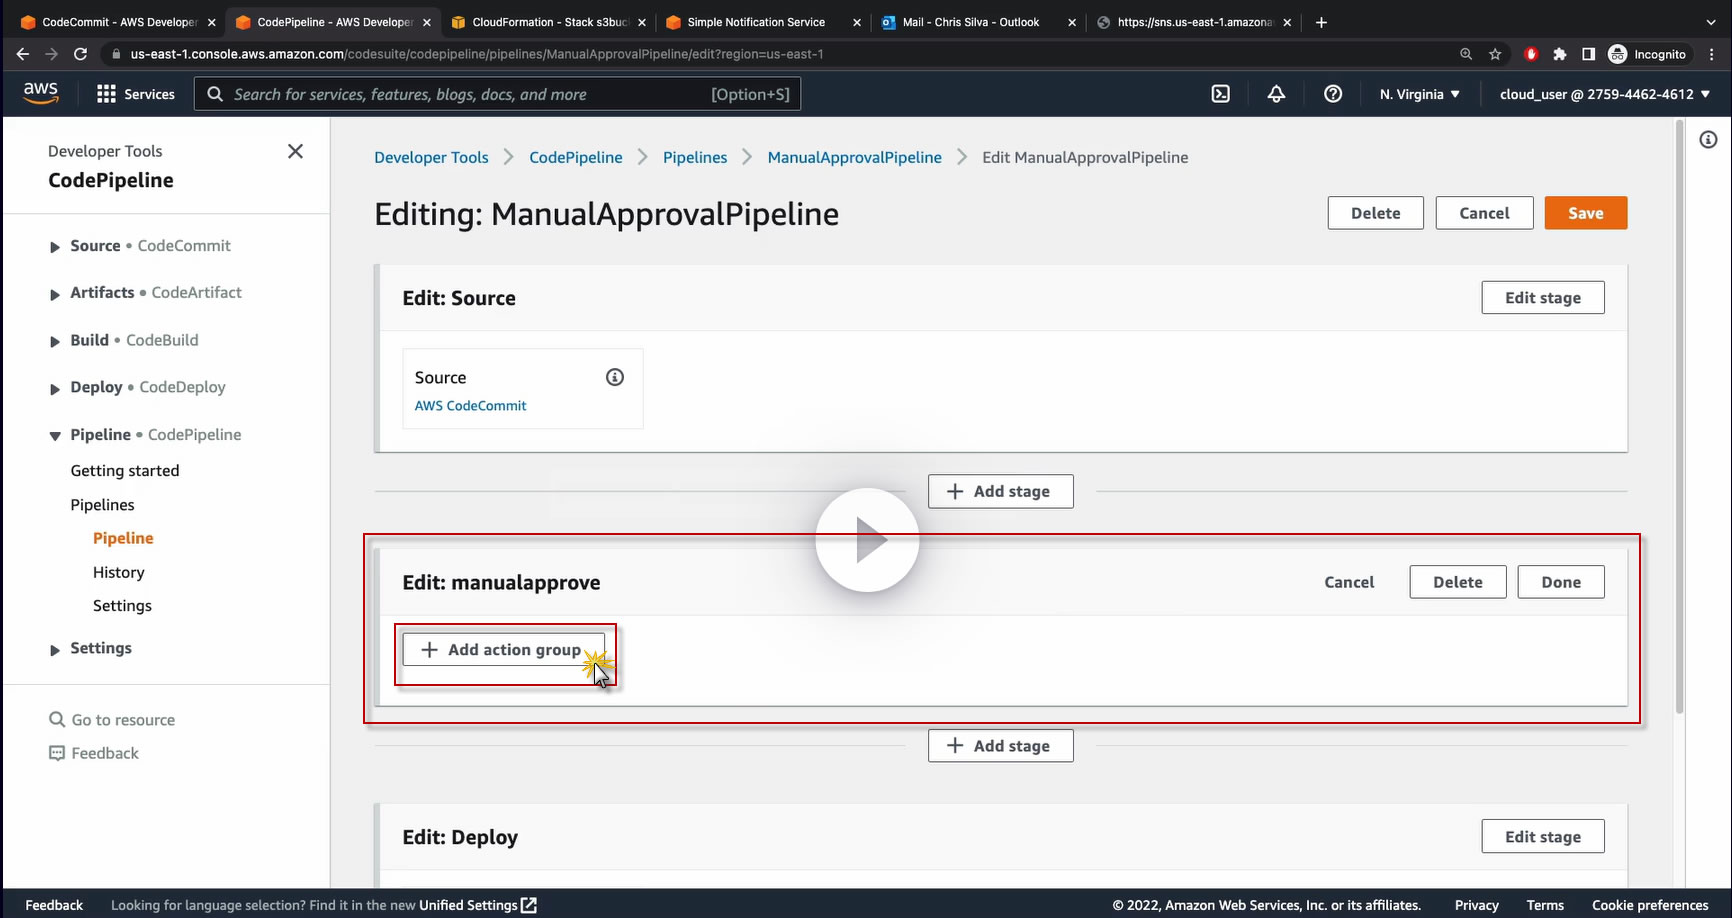 CodeCommit - AWS Developer
CodePipeline - AWS Developer
CloudFormation - Stack s3buc
Simple Notification Service
Mail - Chris Silva - Outlook
https://sns.us-east-1.amazona
us-east-1.console.aws.amazon.com/codesuite/codepipeline/pipelines/ManualApprovalPipeline/edit?region=us-east-1
Incognito
aws
Services
Search for services, features, blogs, docs, and more
[Option+S]
N. Virginia
cloud_user @ 2759-4462-4612
Developer Tools
CodePipeline
Source • CodeCommit
Artifacts • CodeArtifact
Build • CodeBuild
Deploy • CodeDeploy
Pipeline • CodePipeline
Getting started
Pipelines
Pipeline
History
Settings
Settings
Go to resource
Feedback
Developer Tools
CodePipeline
Pipelines
ManualApprovalPipeline
Edit ManualApprovalPipeline
Editing: ManualApprovalPipeline
Delete
Cancel
Save
Edit: Source
Edit stage
Source
AWS CodeCommit
Add stage
Edit: manualapprove
Cancel
Delete
Done
Add action group
Add stage
Edit: Deploy
Edit stage
Feedback
Looking for language selection? Find it in the new Unified Settings
© 2022, Amazon Web Services, Inc. or its affiliates.
Privacy
Terms
Cookie preferences